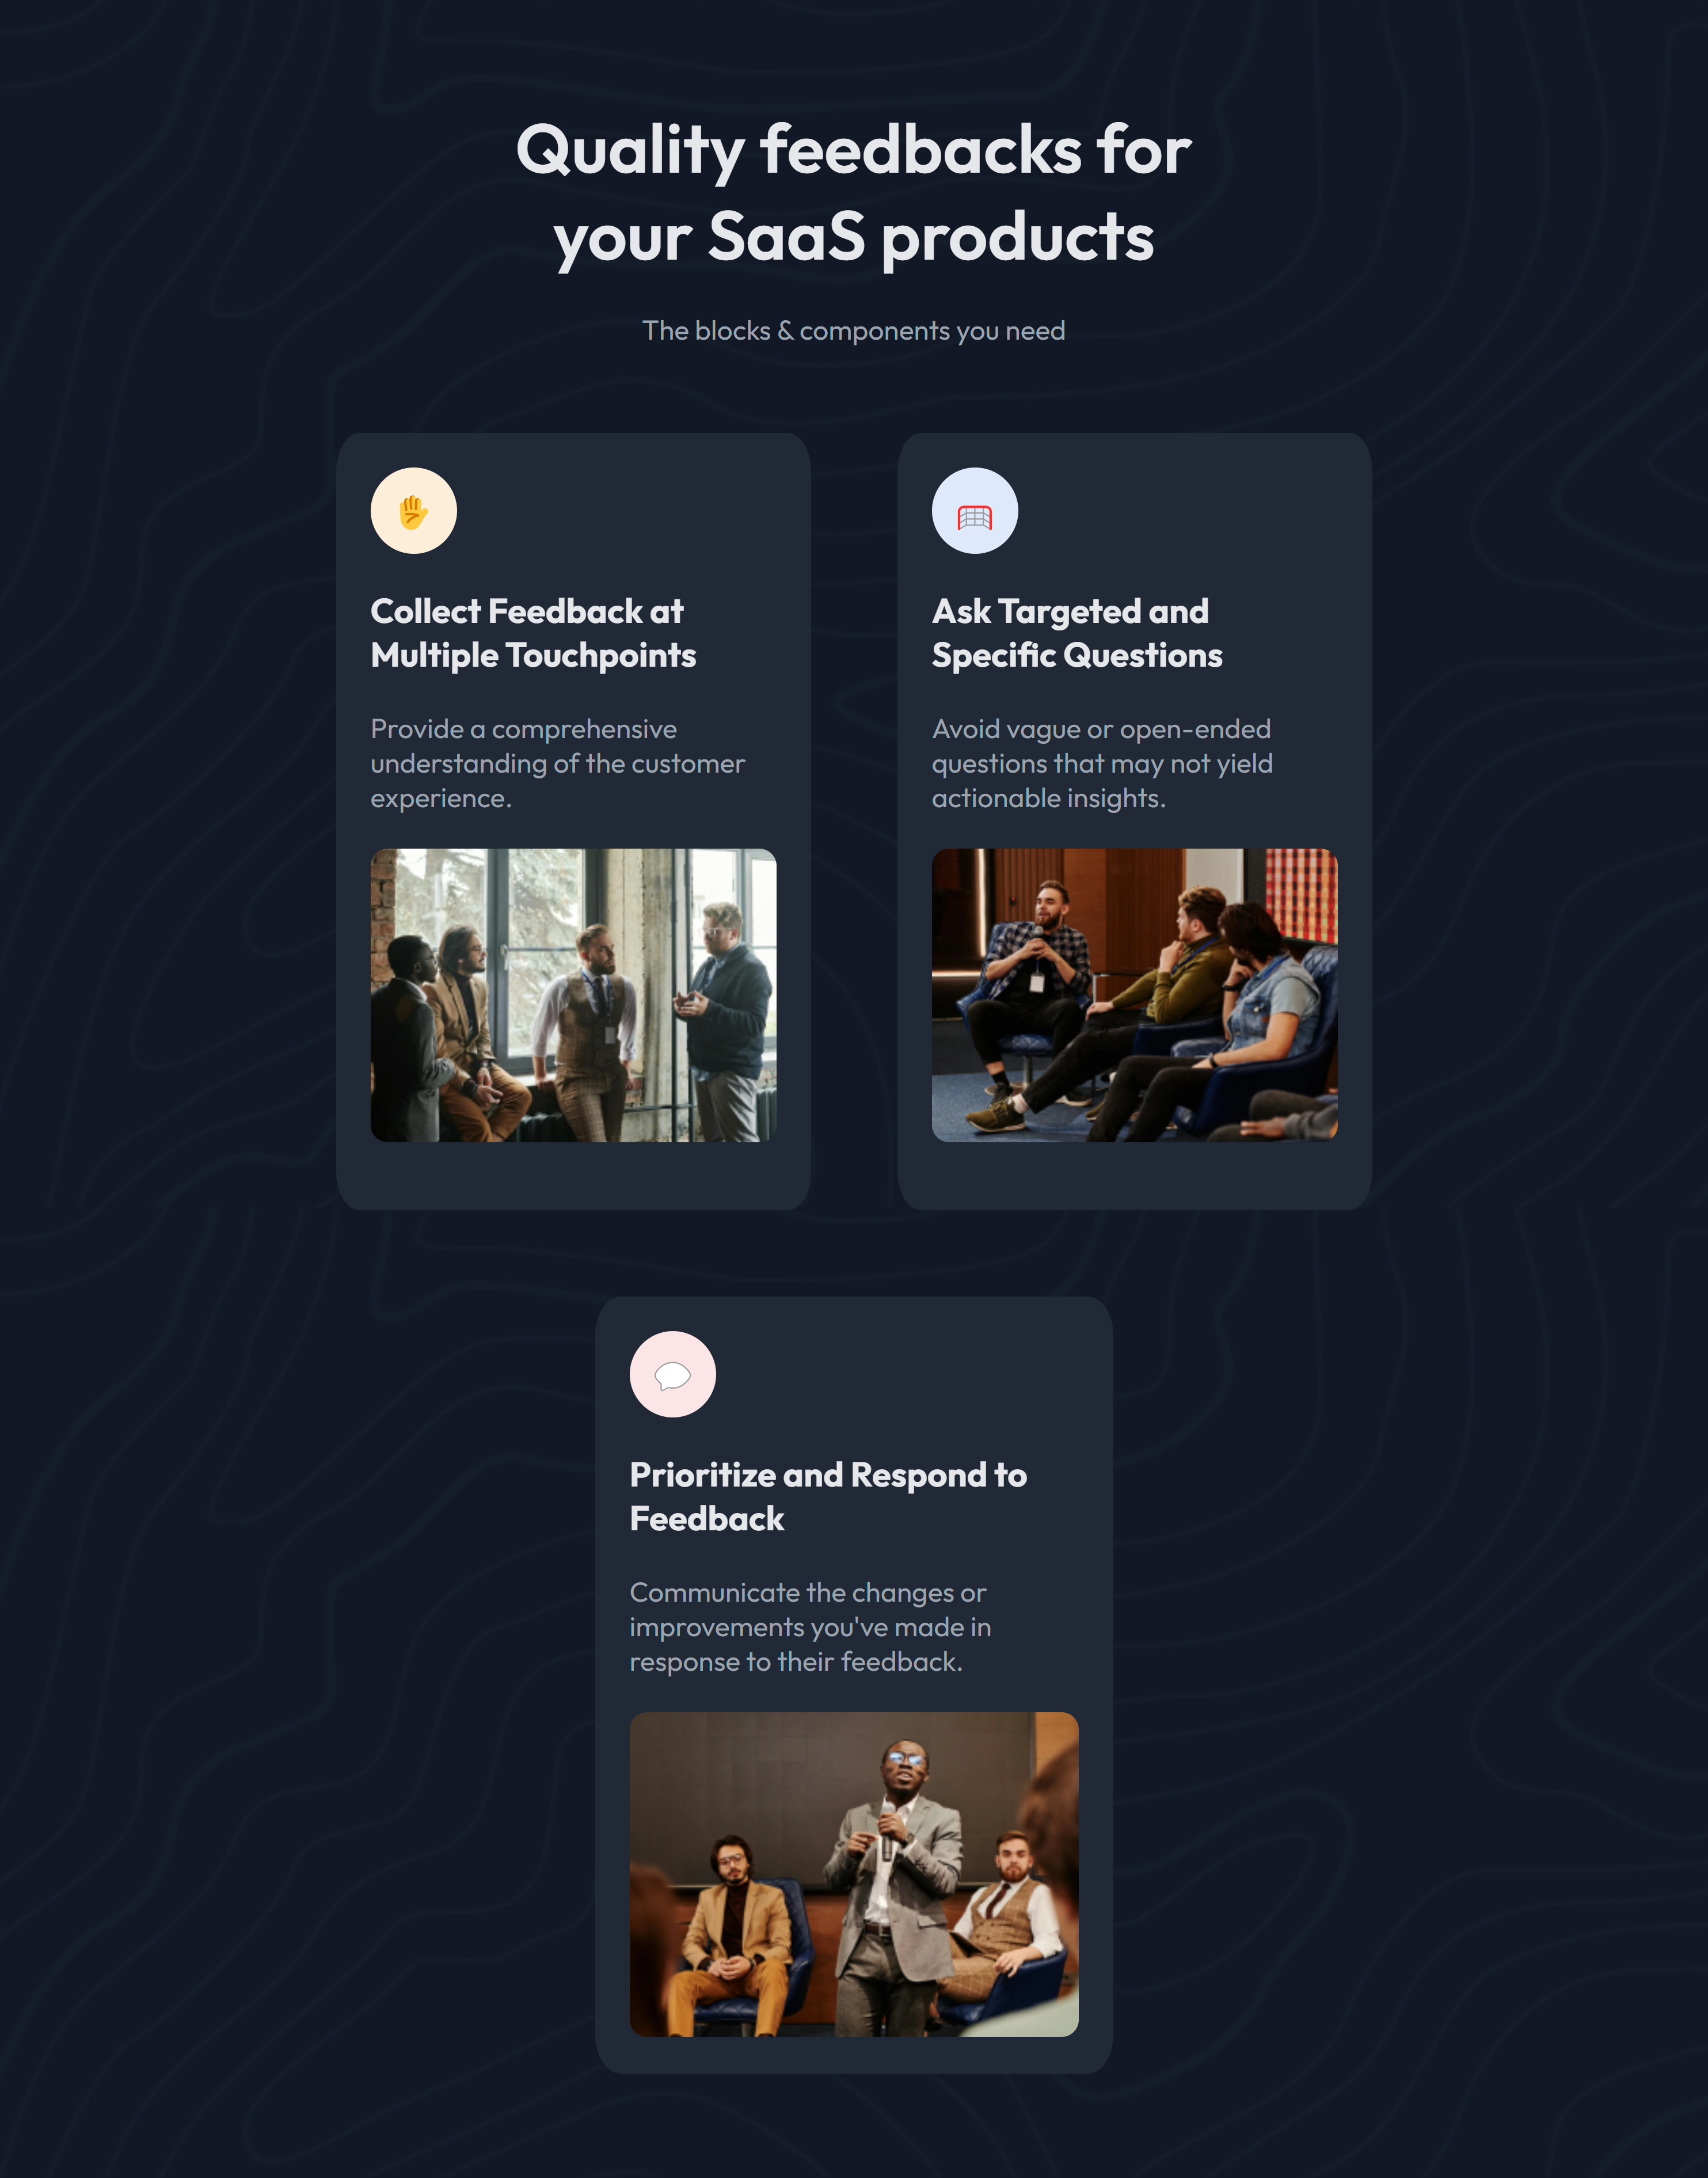 Quality feedbacks for
your SaaS products
The blocks & components you need
Collect Feedback at
Multiple Touchpoints
Provide a comprehensive
understanding of the customer
experience.
Ask Targeted and
Specific Questions
Avoid vague or open-ended
questions that may not yield
actionable insights.
Prioritize and Respond to
Feedback
Communicate the changes or
improvements you've made in
response to their feedback.